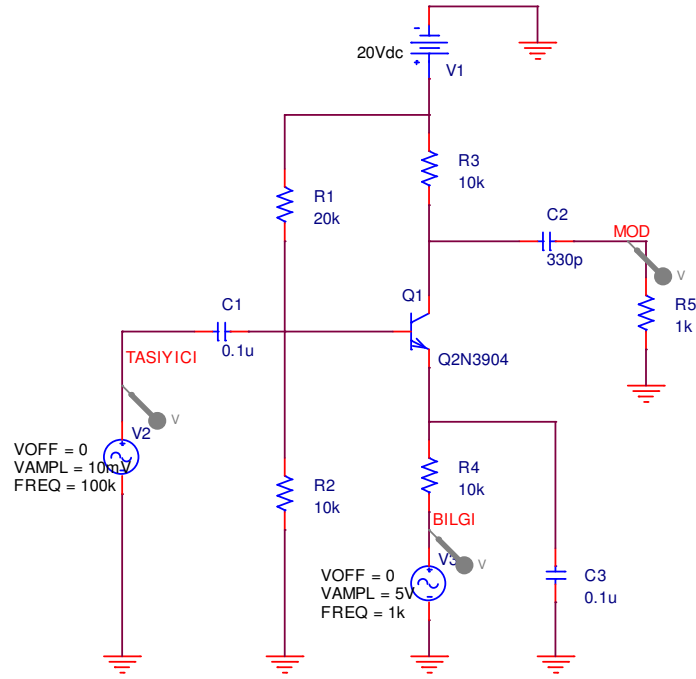 -
20Vdc
+
V1
R3
10k
R1
20k
C2
330p
MOD
V
R5
1k
Q1
Q2N3904
C1
0.1u
TASIYICI
V
V2
VOFF = 0
VAMPL = 10mV
FREQ = 100k
R2
10k
R4
10k
BILGI
V
V3
VOFF = 0
VAMPL = 5V
FREQ = 1k
+
-
C3
0.1u